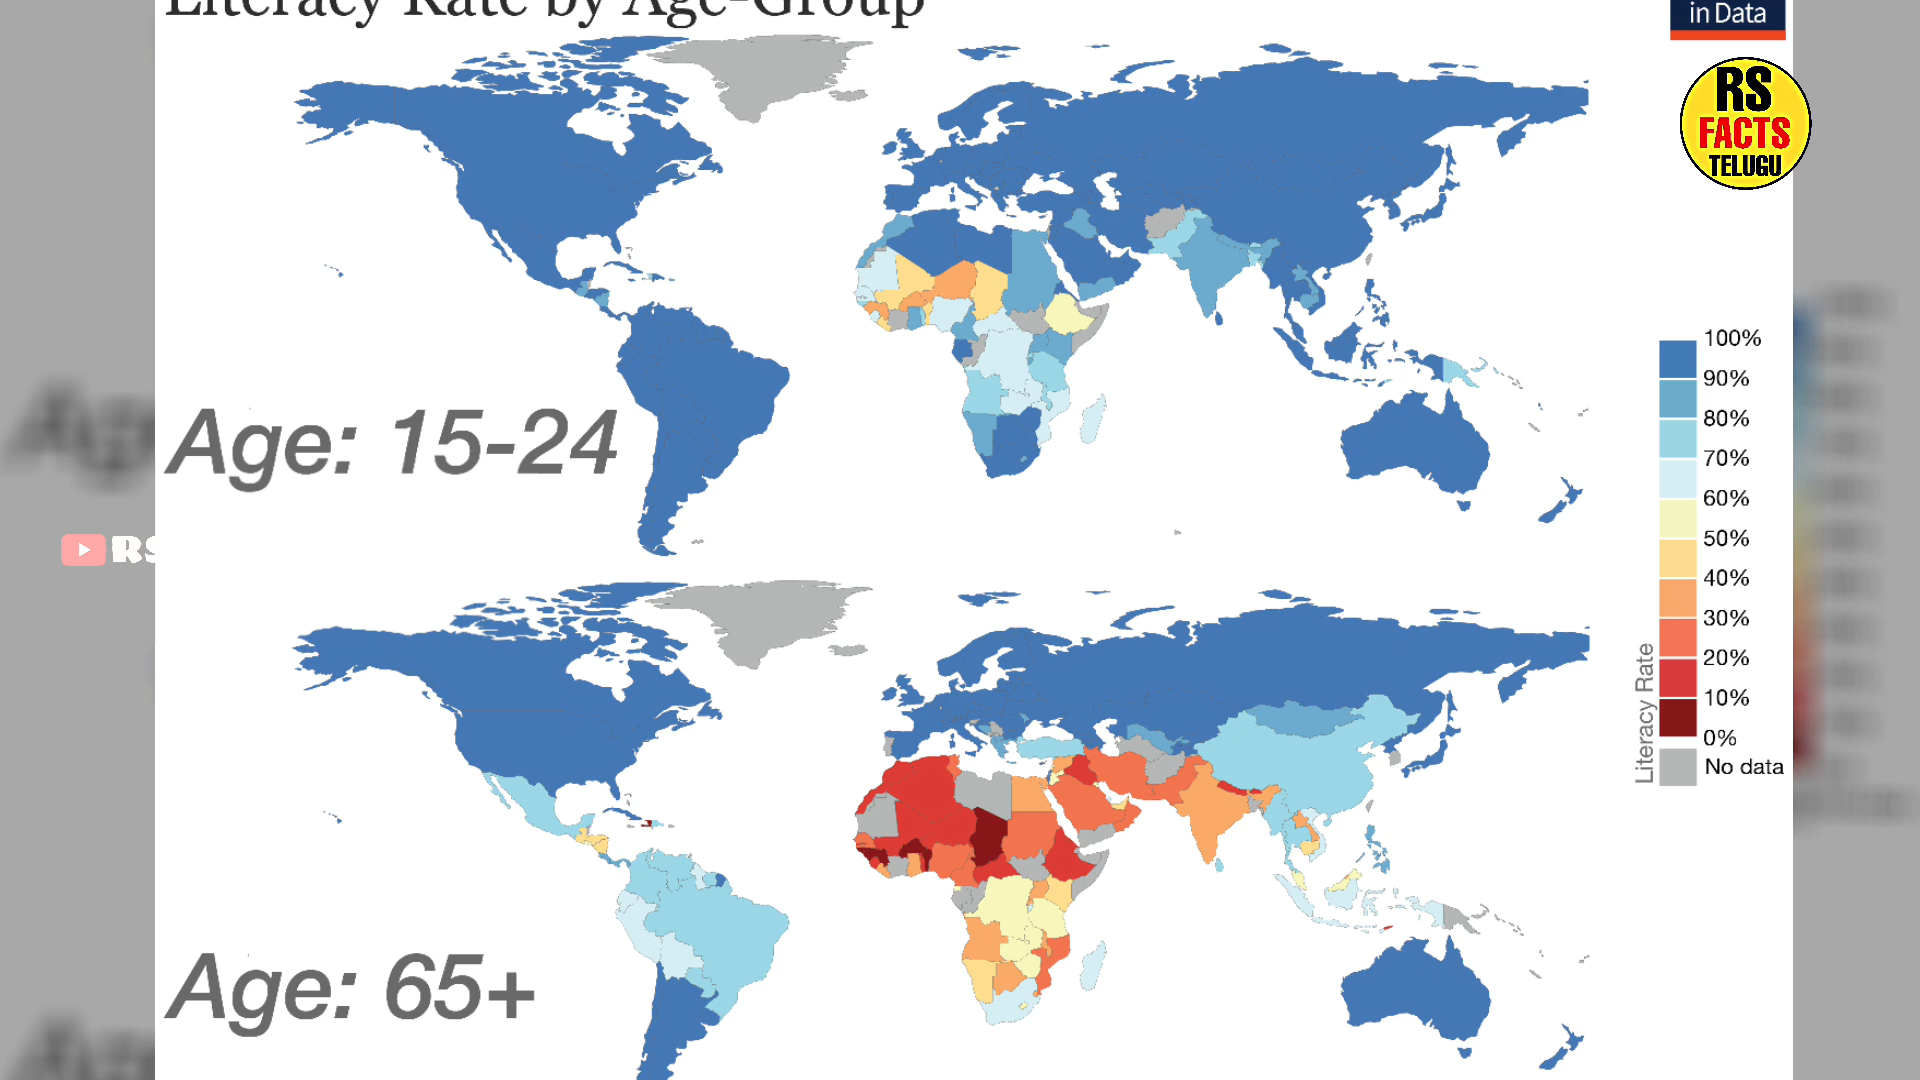 Literacy Rate by Age-Group
in Data
RS
FACTS
TELUGU
Age: 15-24
RS
100%
90%
80%
70%
60%
50%
40%
30%
20%
10%
0%
No data
Literacy Rate
Age: 65+